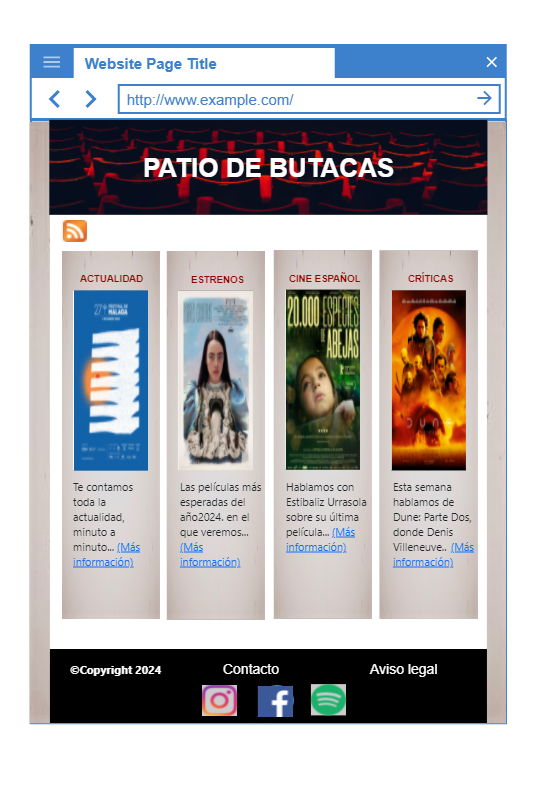 Website Page Title
http://www.example.com/
PATIO DE BUTACAS
ACTUALIDAD
27
FESTIVAL DE
MÁLAGA
Te contamos
toda la
actualidad,
minuto a
minuto... (Más
información)
ESTRENOS
Las películas más
esperadas del
año2024. en el
que veremos...
(Más
información)
CINE ESPAÑOL
20.000 ESPECIES
DE
ABEJAS
Hablamos con
Estibaliz Urrasola
sobre su última
película... (Más
información)
CRÍTICAS
DUNE
Esta semana
hablamos de
Dune: Parte Dos,
donde Denis
Villeneuve.. (Más
información)
©Copyright 2024
Contacto
Aviso legal